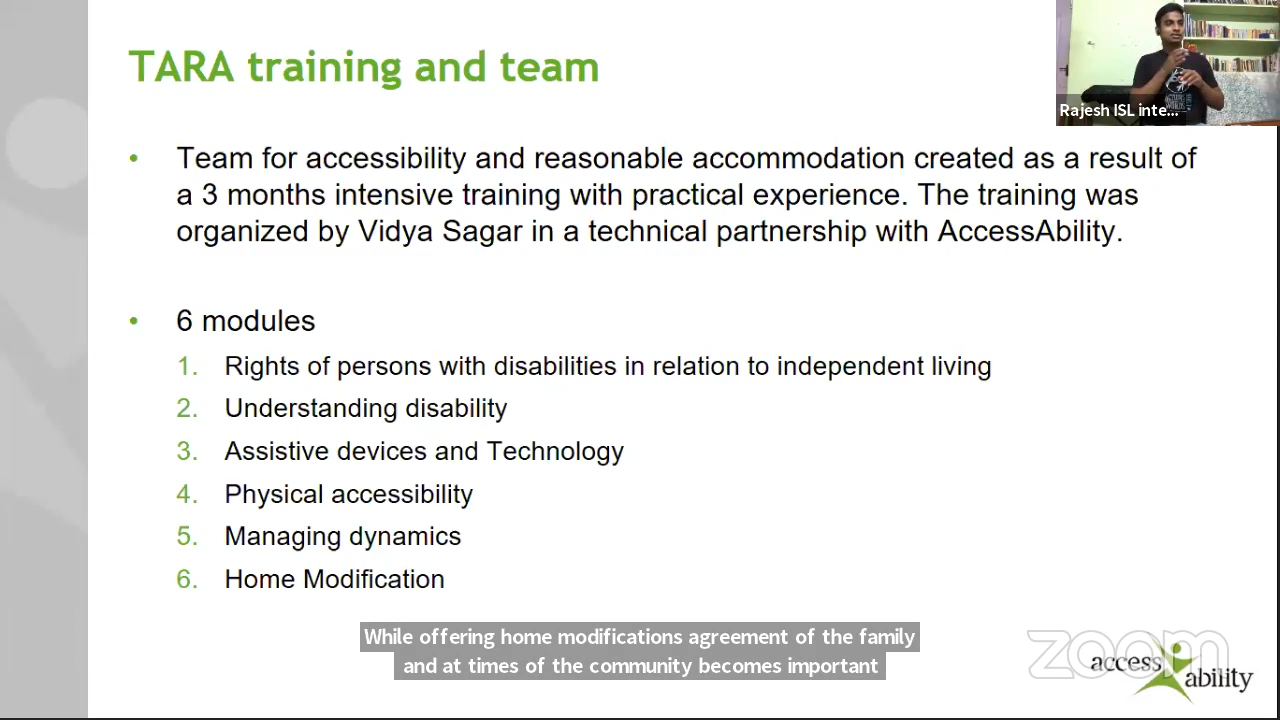 TARA training and team
Rajesh ISL inte...
• Team for accessibility and reasonable accommodation created as a result of
a 3 months intensive training with practical experience. The training was
organized by Vidya Sagar in a technical partnership with AccessAbility.
• 6 modules
1. Rights of persons with disabilities in relation to independent living
2. Understanding disability
3. Assistive devices and Technology
4. Physical accessibility
5. Managing dynamics
6. Home Modification
While offering home modifications agreement of the family
and at times of the community becomes important
zoom
access
ability